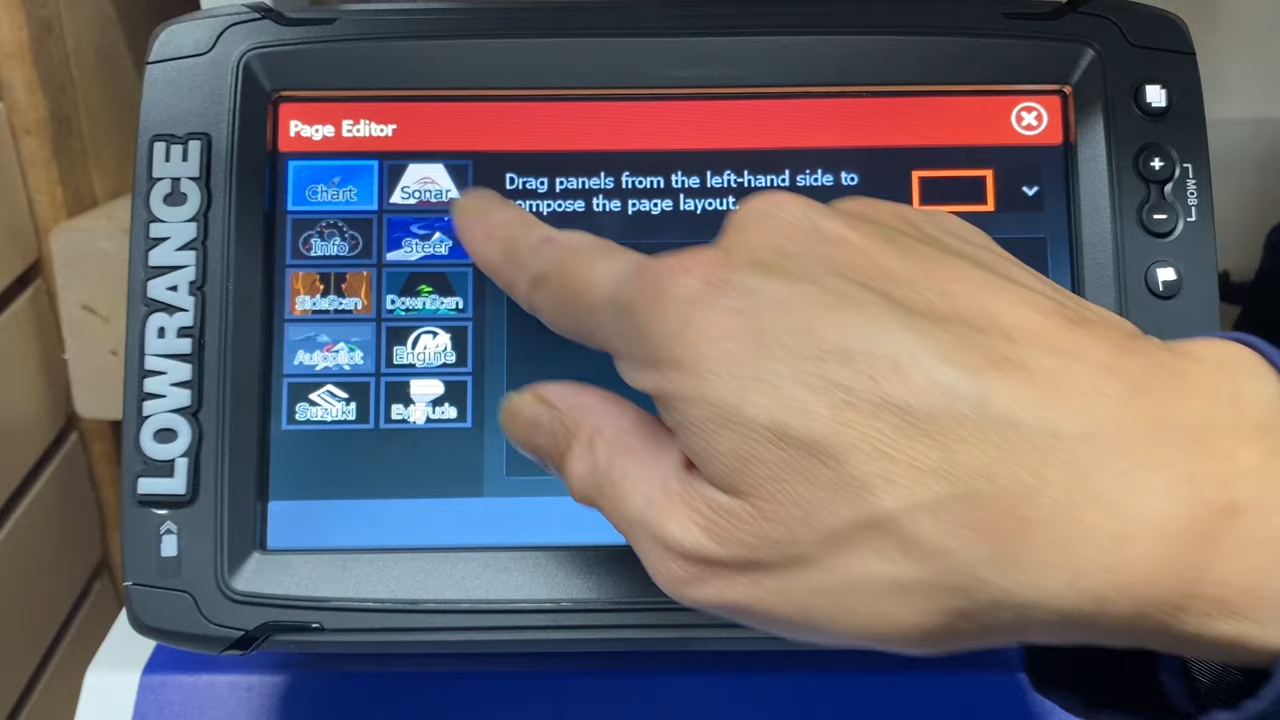 LOWRANCE
Page Editor
Chart
Sonar
Info
Steer
SideScan
DownScan
Autopilot
Engine
Suzuki
Evinrude
Drag panels from the left-hand side to
ompose the page layout.
+
−
MOB